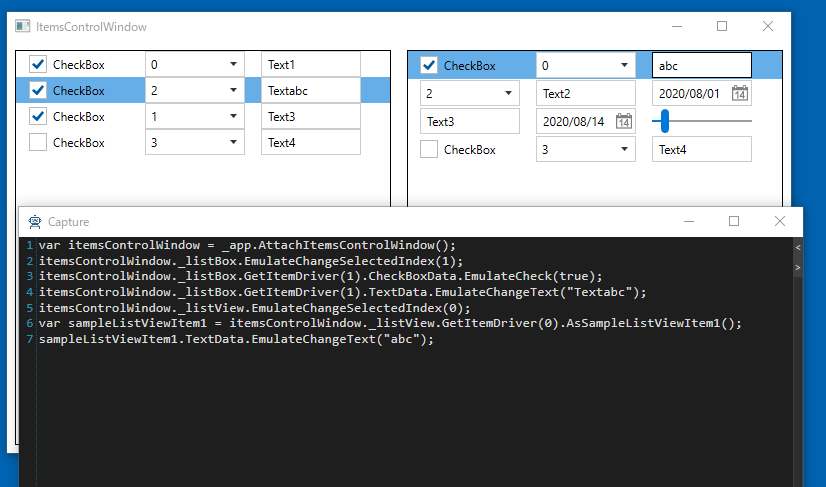 ItemsControlWindow
CheckBox 0 Text1
CheckBox 2 Textabc
CheckBox 1 Text3
CheckBox 3 Text4
CheckBox 0 abc
2 Text2 2020/08/01 14
Text3 2020/08/14 14
CheckBox 3 Text4
Capture
1 var itemsControlWindow = _app.AttachItemsControlWindow();
2 itemsControlWindow._listBox.EmulateChangeSelectedIndex(1);
3 itemsControlWindow._listBox.GetItemDriver(1).CheckBoxData.EmulateCheck(true);
4 itemsControlWindow._listBox.GetItemDriver(1).TextData.EmulateChangeText("Textabc");
5 itemsControlWindow._listView.EmulateChangeSelectedIndex(0);
6 var sampleListViewItem1 = itemsControlWindow._listView.GetItemDriver(0).AsSampleListViewItem1();
7 sampleListViewItem1.TextData.EmulateChangeText("abc");
<
>